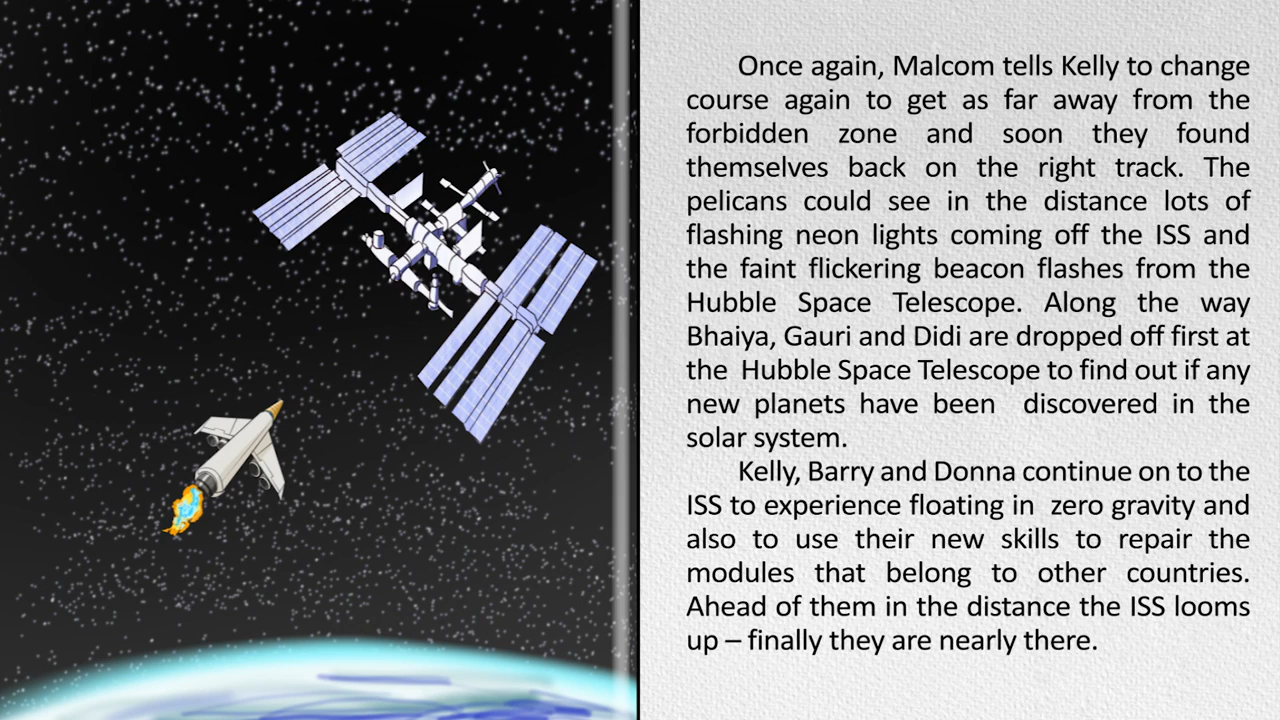 Once again, Malcom tells Kelly to change
course again to get as far away from the
forbidden zone and soon they found
themselves back on the right track. The
pelicans could see in the distance lots of
flashing neon lights coming off the ISS and
the faint flickering beacon flashes from the
Hubble Space Telescope. Along the way
Bhaiya, Gauri and Didi are dropped off first at
the Hubble Space Telescope to find out if any
new planets have been discovered in the
solar system.
Kelly, Barry and Donna continue on to the
ISS to experience floating in zero gravity and
also to use their new skills to repair the
modules that belong to other countries.
Ahead of them in the distance the ISS looms
up – finally they are nearly there.